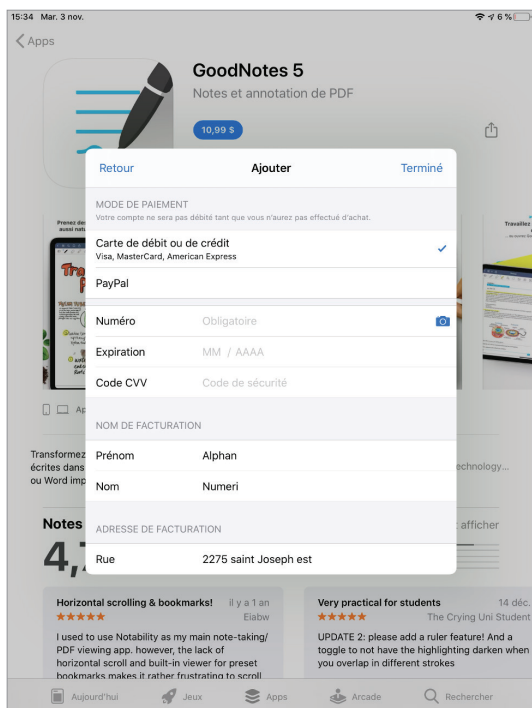 15:34 Mar. 3 nov.
6 %
Apps
GoodNotes 5
Notes et annotation de PDF
10,99 $
Retour
Ajouter
Terminé
MODE DE PAIEMENT
Votre compte ne sera pas débité tant que vous n'aurez pas effectué d'achat.
Carte de débit ou de crédit
Visa, MasterCard, American Express
PayPal
Numéro Obligatoire
Expiration MM / AAAA
Code CVV Code de sécurité
NOM DE FACTURATION
Prénom Alphan
Nom Numeri
ADRESSE DE FACTURATION
Rue 2275 saint Joseph est
Prenez des
aussi natu
Travaillez
Transformez
écrites dans
ou Word imp
echnology...
Notes
afficher
4,
Horizontal scrolling & bookmarks! il y a 1 an
Eiabw
I used to use Notability as my main note-taking/
PDF viewing app. however, the lack of
horizontal scroll and built-in viewer for preset
bookmarks makes it rather frustrating to scroll
Very practical for students 14 déc.
The Crying Uni Student
UPDATE 2: please add a ruler feature! And a
toggle to not have the highlighting darken when
you overlap in different strokes
Aujourd'hui
Jeux
Apps
Arcade
Rechercher